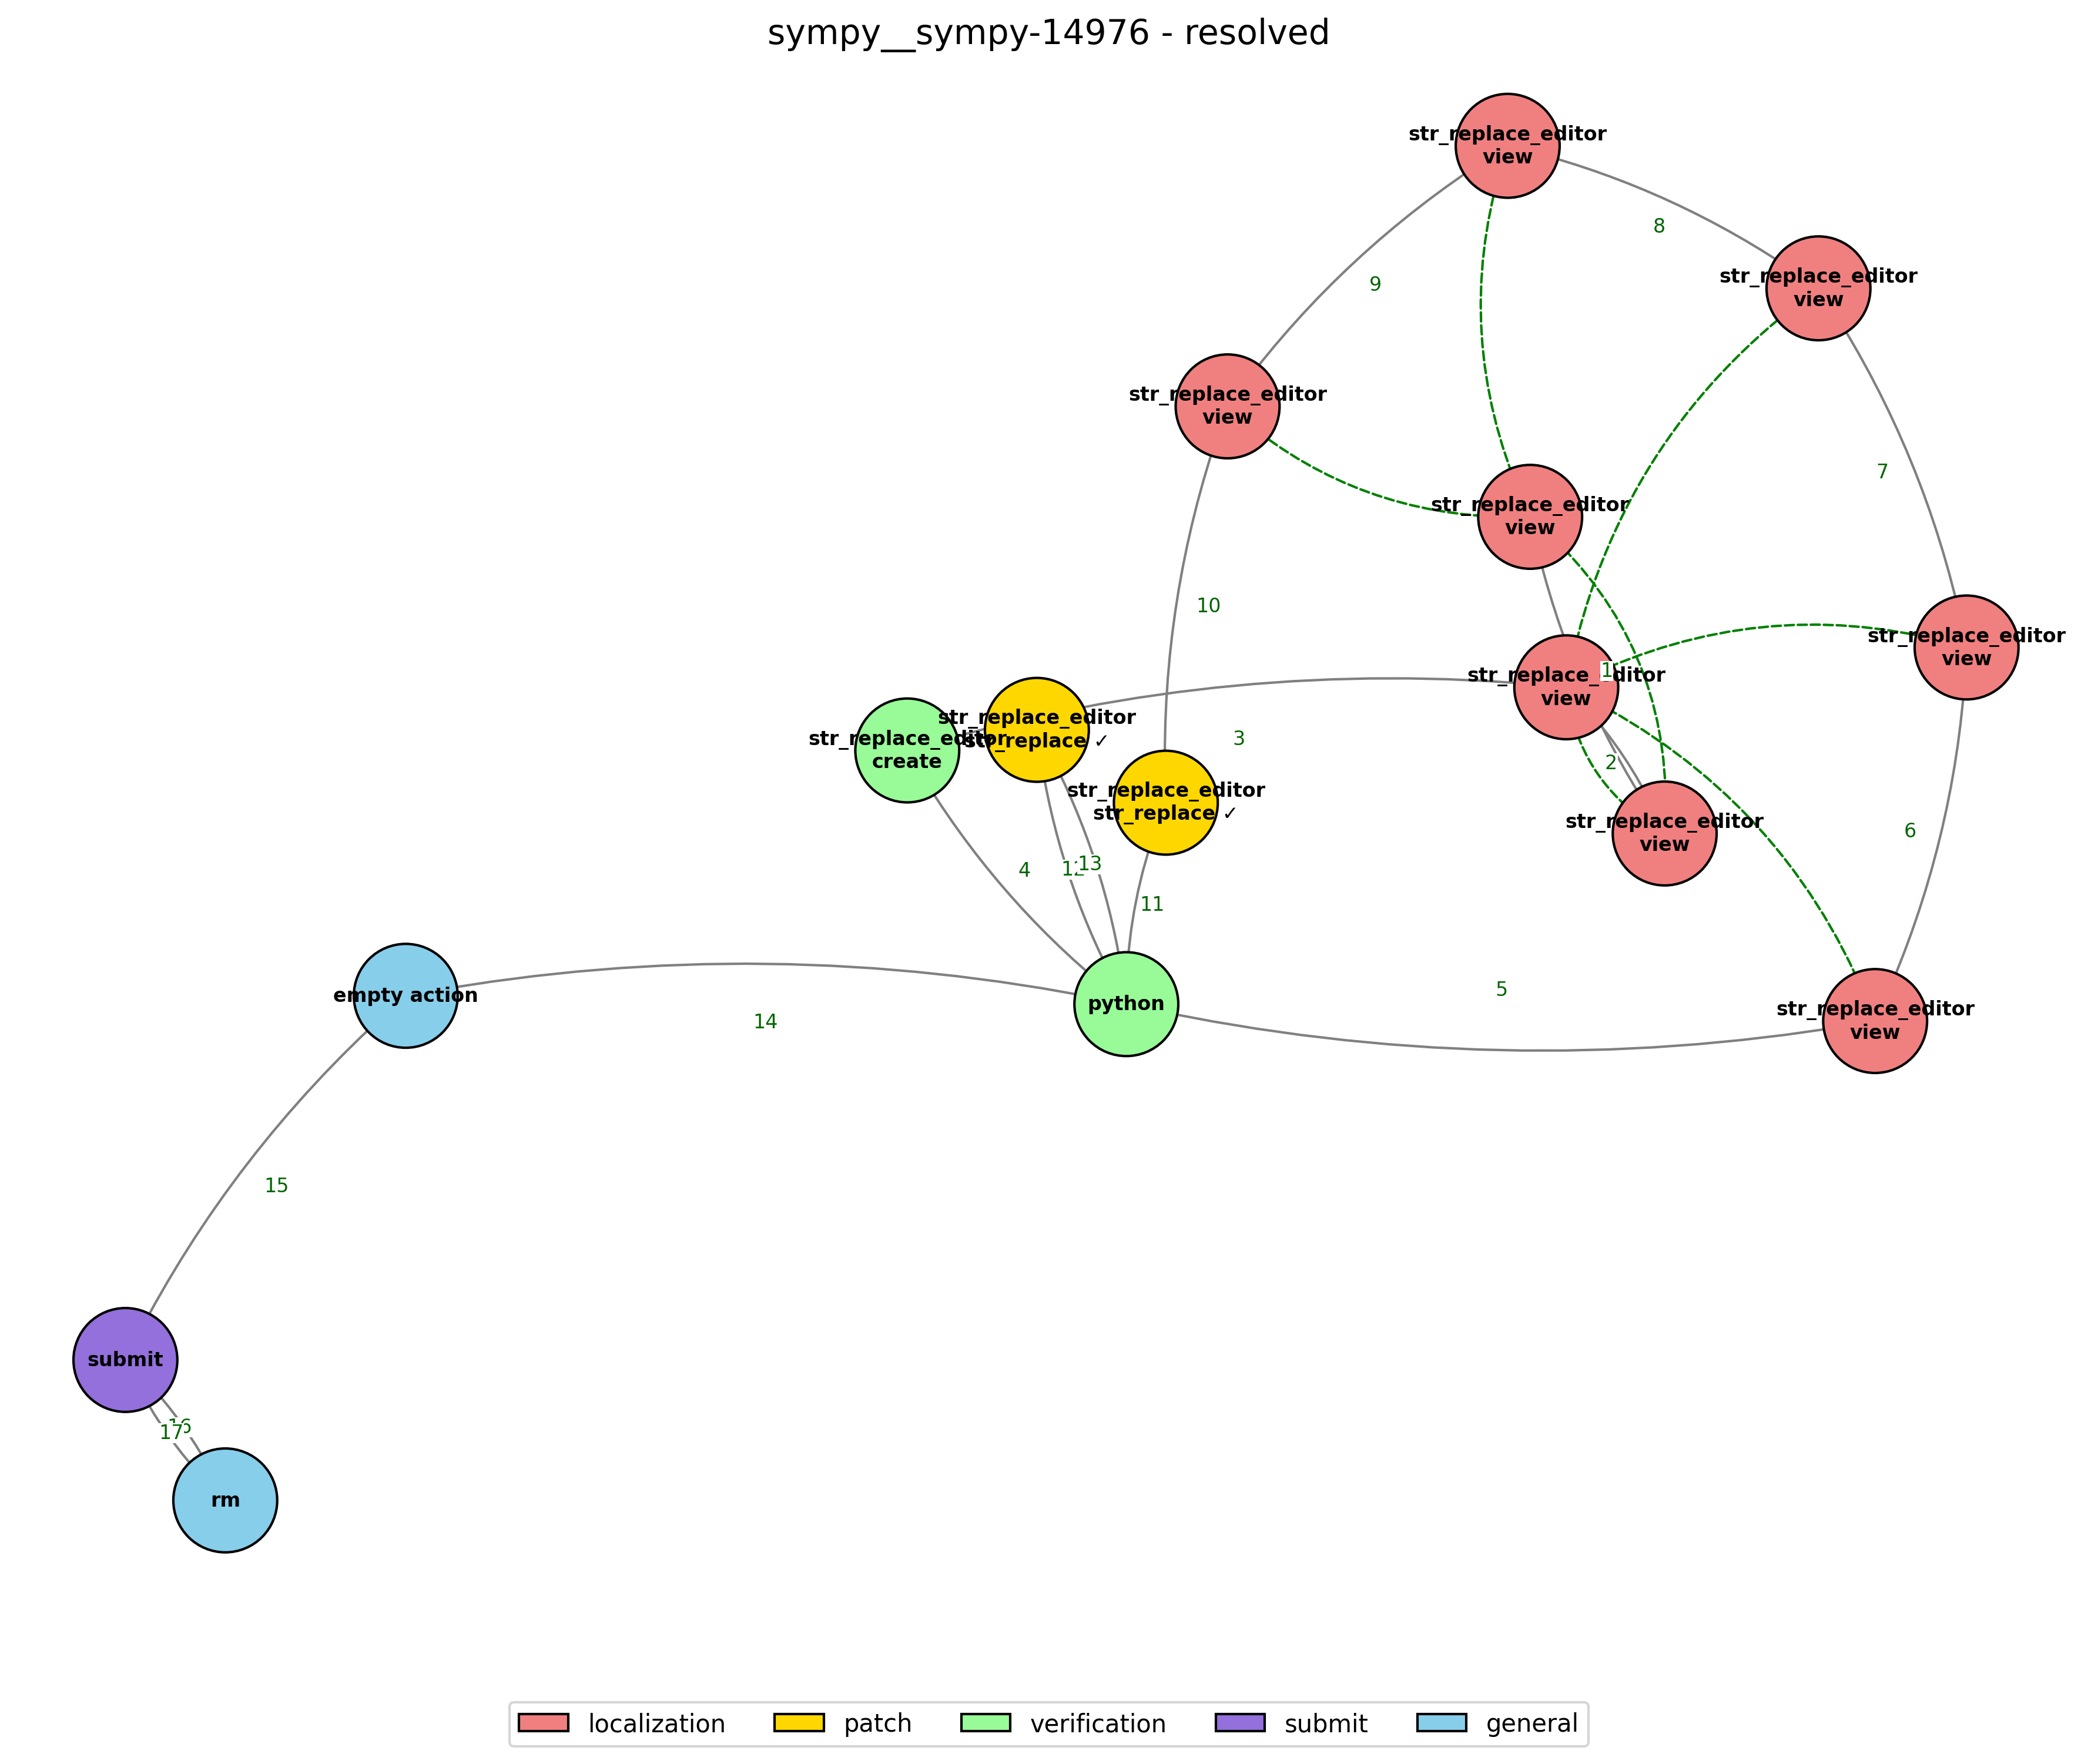 sympy__sympy-14976 - resolved
str_replace_editor
view
8
str_replace_editor
view
9
str_replace_editor
view
7
str_replace_editor
view
10
str_replace_editor
view
1
str_replace_editor
view
str_replace_editor
str_replace ✓
str_replace_editor
create
3
2
str_replace_editor
str_replace ✓
str_replace_editor
view
6
4
12
13
11
5
empty action
python
str_replace_editor
view
14
15
submit
16
17
rm
localization
patch
verification
submit
general